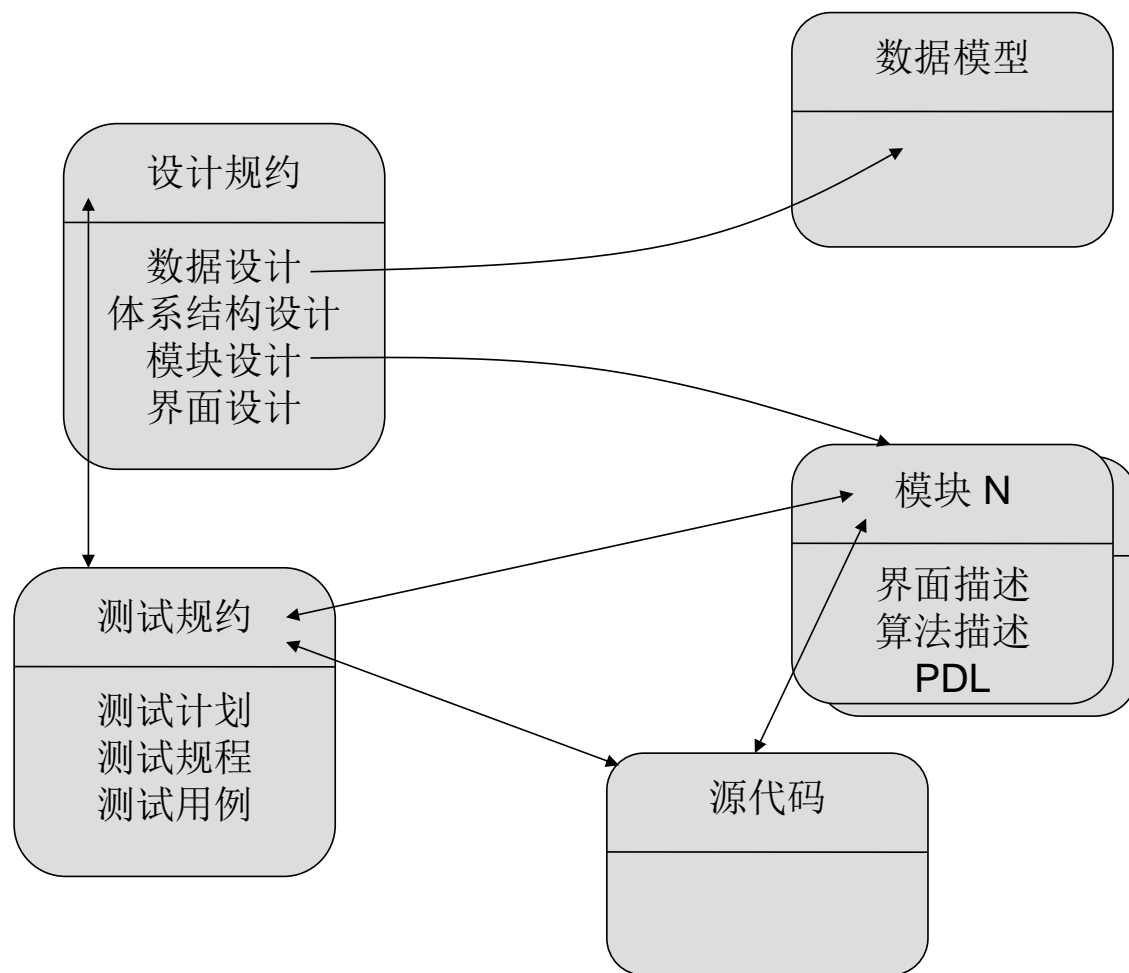 数据模型
设计规约
数据设计
体系结构设计
模块设计
界面设计
模块 N
界面描述
算法描述
PDL
测试规约
测试计划
测试规程
测试用例
源代码